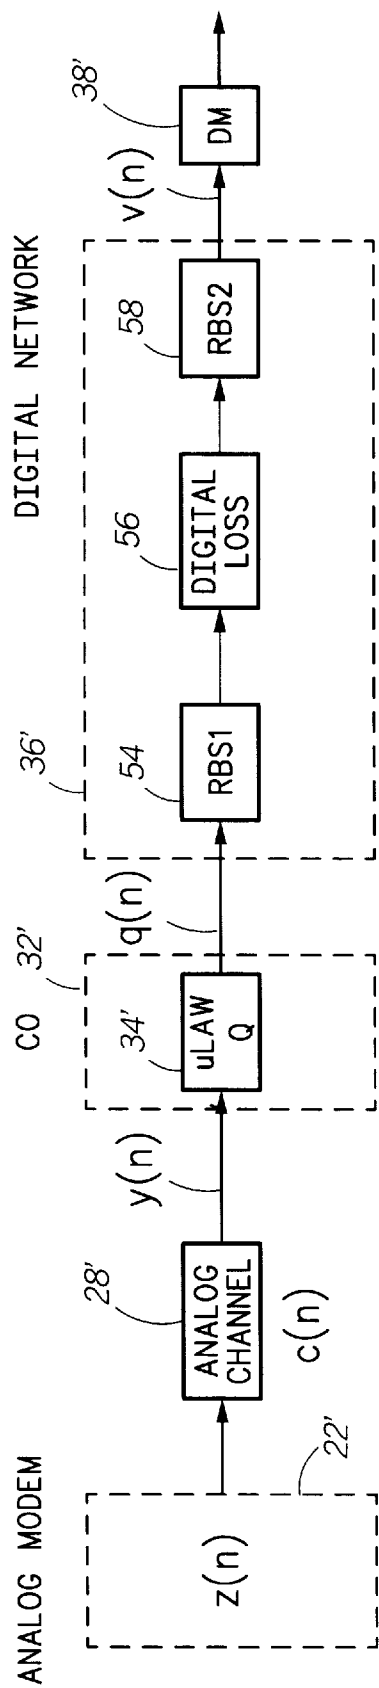 ANALOG MODEM
z(n)
22'
28'
ANALOG
CHANNEL
c(n)
y(n)
CO
32'
34'
uLAW
Q
q(n)
DIGITAL NETWORK
36'
54
RBS1
56
DIGITAL
LOSS
58
RBS2
v(n)
38'
DM